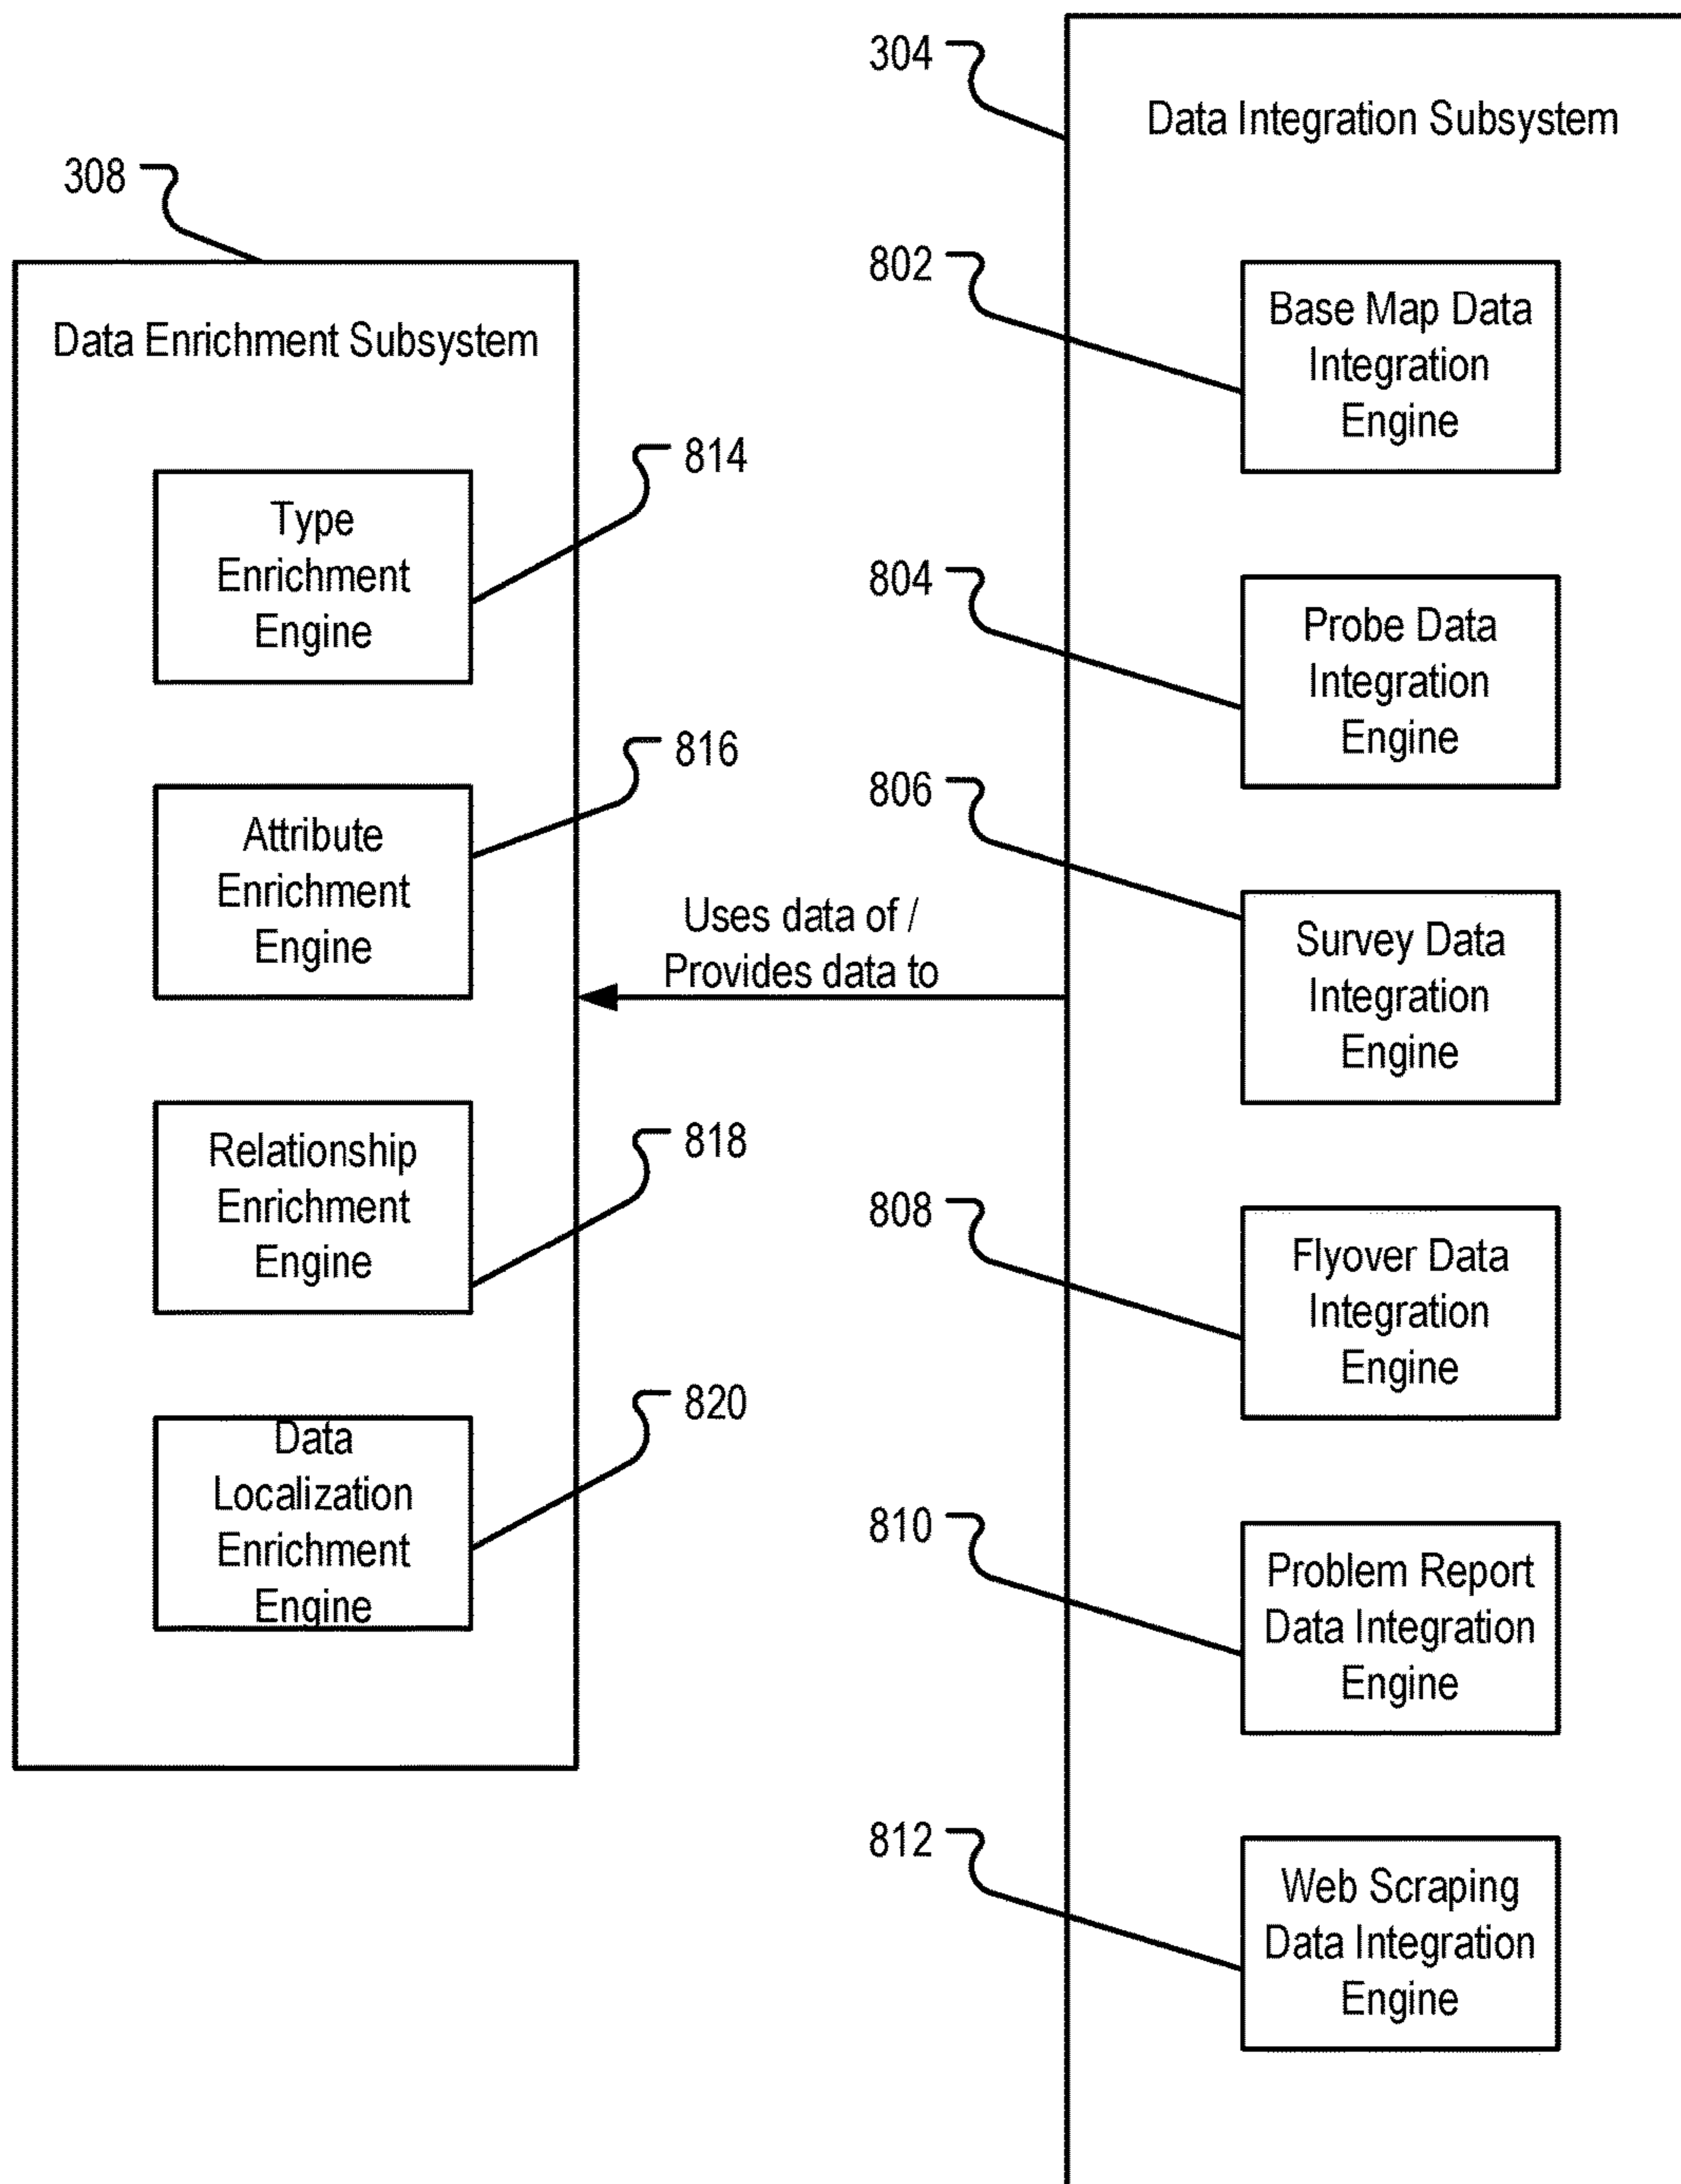 308
Data Enrichment Subsystem
Type
Enrichment
Engine
814
Attribute
Enrichment
Engine
816
Relationship
Enrichment
Engine
818
Data
Localization
Enrichment
Engine
820
Uses data of /
Provides data to
304
Data Integration Subsystem
802
Base Map Data
Integration
Engine
804
Probe Data
Integration
Engine
806
Survey Data
Integration
Engine
808
Flyover Data
Integration
Engine
810
Problem Report
Data Integration
Engine
812
Web Scraping
Data Integration
Engine